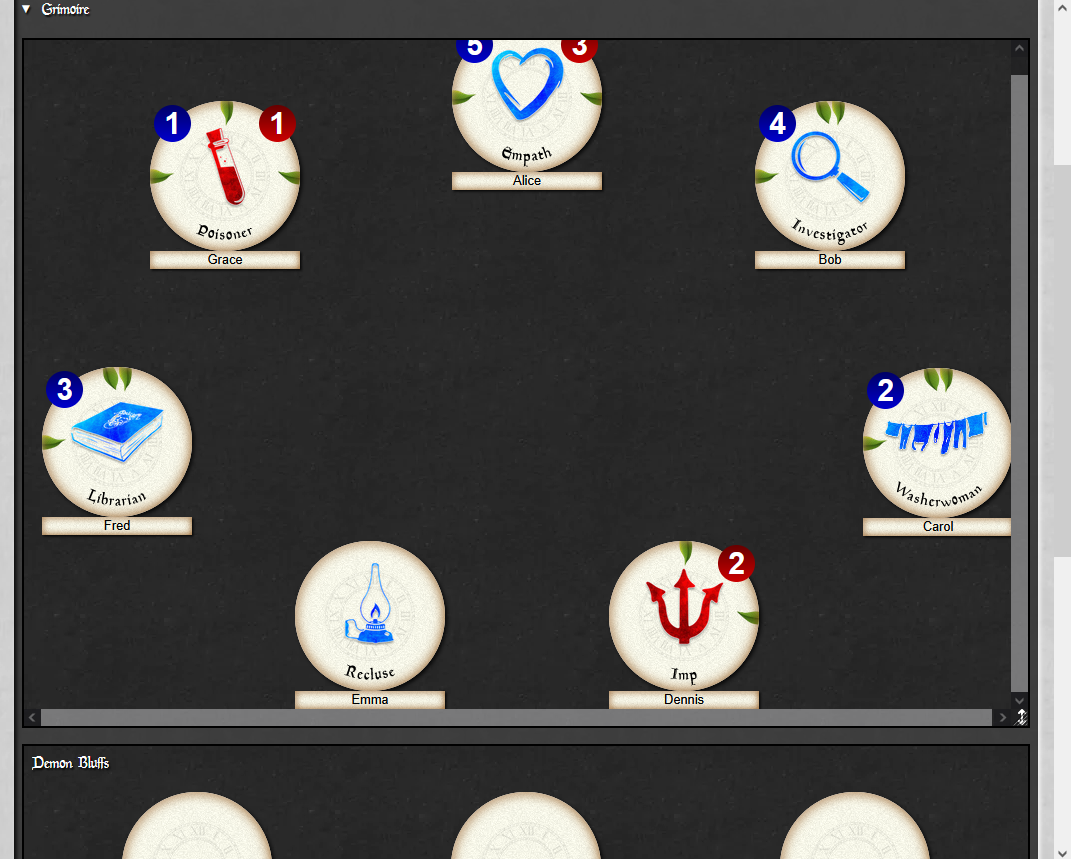 Grimoire
5
3
Empath
Alice
1
1
Poisoner
Grace
4
Investigator
Bob
3
Librarian
Fred
2
Washerwoman
Carol
Recluse
Emma
2
Imp
Dennis
Demon Bluffs